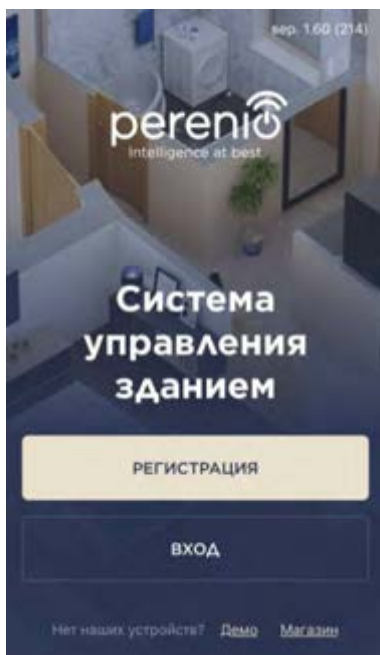 вер. 1.60 (214)
perenio
Intelligence at best
Система
управления
зданием
РЕГИСТРАЦИЯ
ВХОД
Нет наших устройств? Демо Магазин